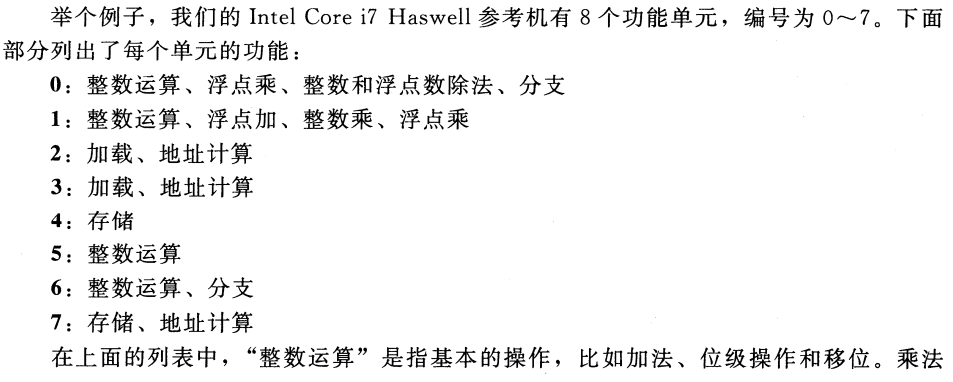 举个例子，我们的 Intel Core i7 Haswell 参考机有 8 个功能单元，编号为 0～7。下面
部分列出了每个单元的功能：
0：整数运算、浮点乘、整数和浮点数除法、分支
1：整数运算、浮点加、整数乘、浮点乘
2：加载、地址计算
3：加载、地址计算
4：存储
5：整数运算
6：整数运算、分支
7：存储、地址计算
在上面的列表中，“整数运算”是指基本的操作，比如加法、位级操作和移位。乘法